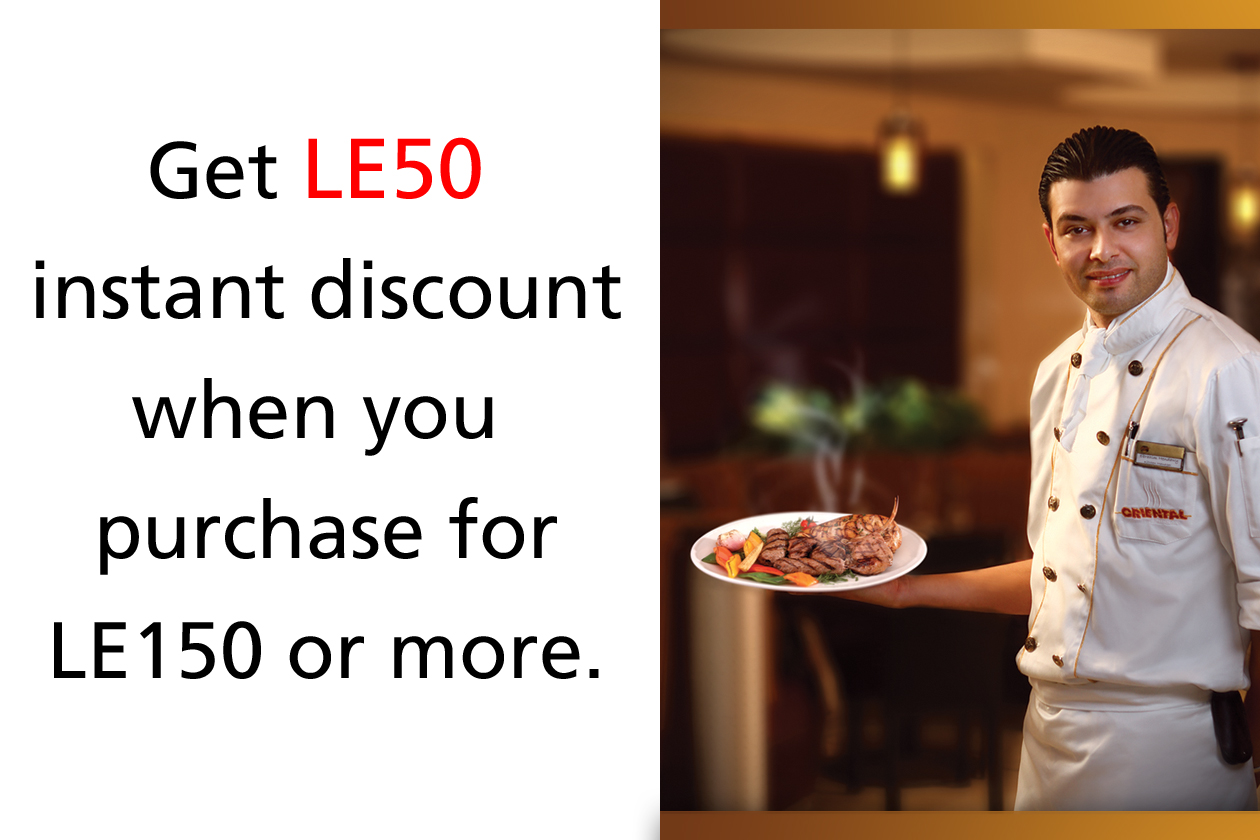 Get LE50
instant discount
when you
purchase for
LE150 or more.
ORIENTAL